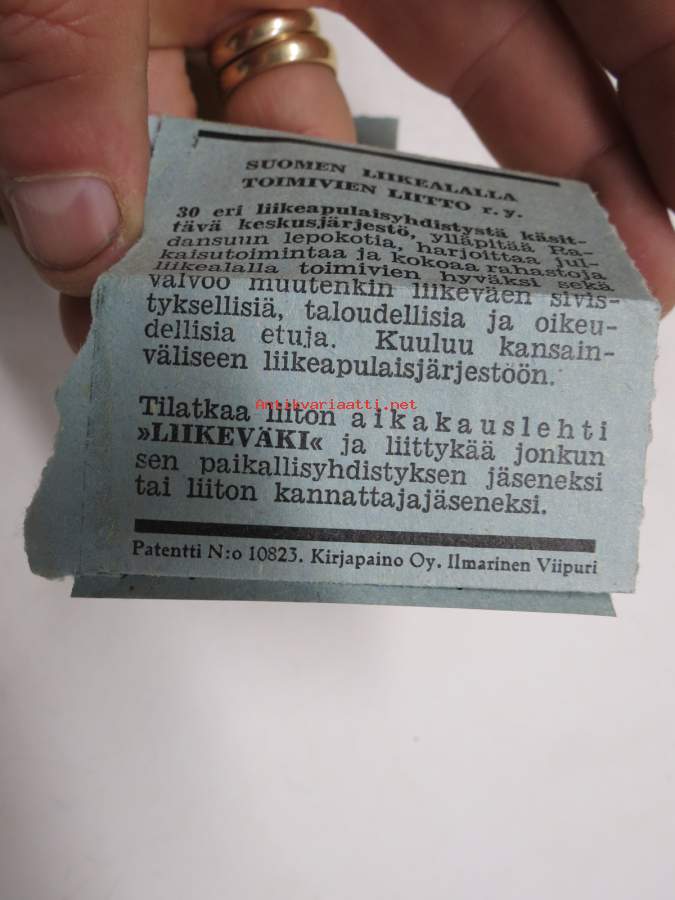 SUOMEN LIIKEALALLA
TOIMIVIEN LIITTO r. y.
30 eri liikeapulaisyhdistystä käsit-
tävä keskusjärjestö, ylläpitää Ra-
dansuun lepokotia, harjoittaa jul-
kaisutoimintaa ja kokoaa rahastoja
liikealalla toimivien hyväksi sekä
valvoo muutenkin liikeväen sivis-
tyksellisiä, taloudellisia ja oikeu-
dellisia etuja. Kuuluu kansain-
väliseen liikeapulaisjärjestöön.
Antikvariaatti.net
Tilatkaa liiton aikakauslehti
»LIIKEVÄKI« ja liittykää jonkun
sen paikallisyhdistyksen jäseneksi
tai liiton kannattajajäseneksi.
Patentti N:o 10823. Kirjapaino Oy. Ilmarinen Viipuri